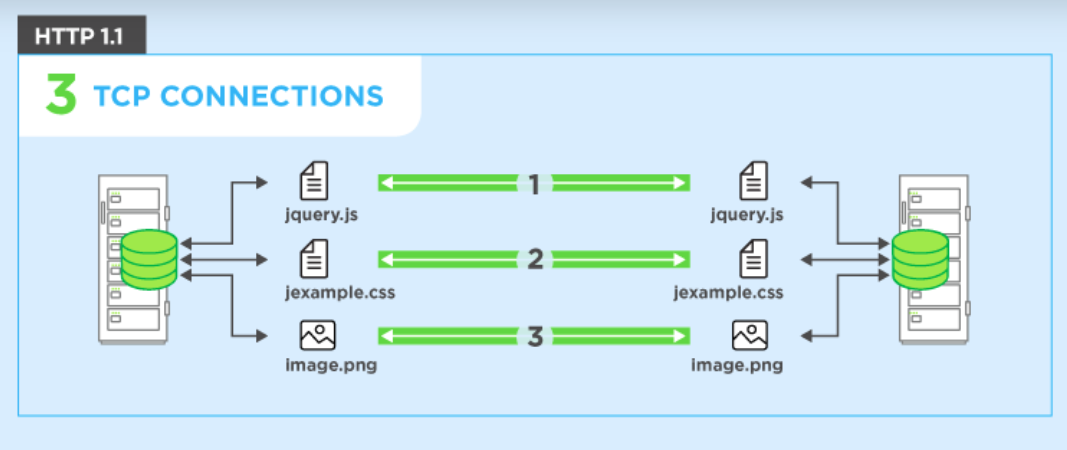 HTTP 1.1
3 TCP CONNECTIONS
jquery.js
1
jquery.js
jexample.css
2
jexample.css
image.png
3
image.png